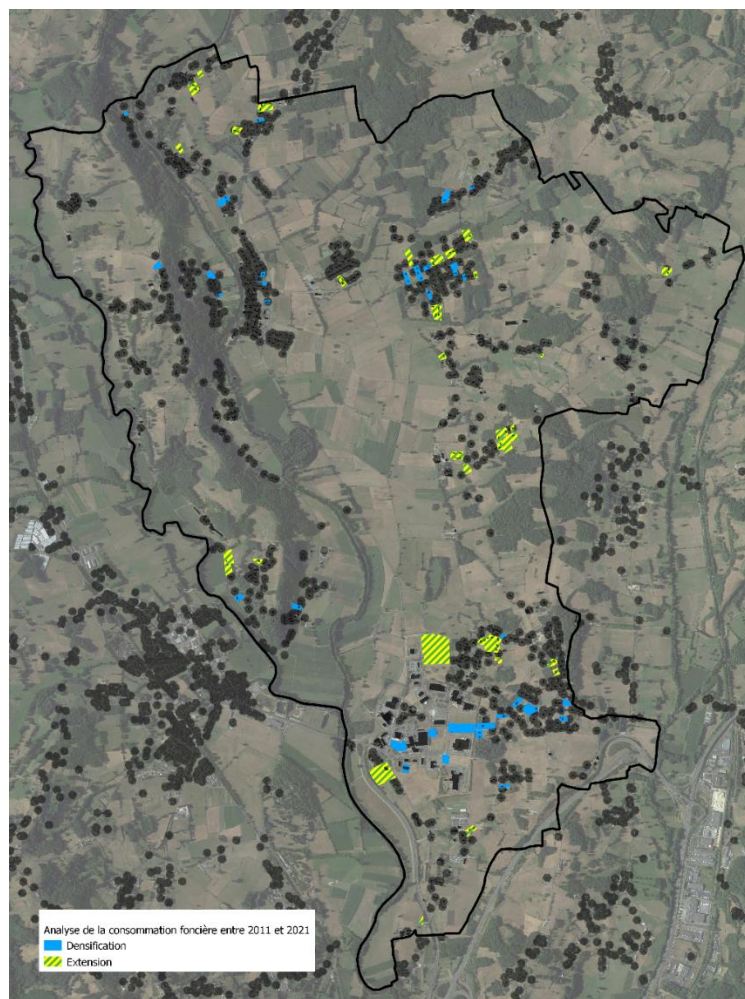 Analyse de la consommation foncière entre 2011 et 2021
Densification
Extension